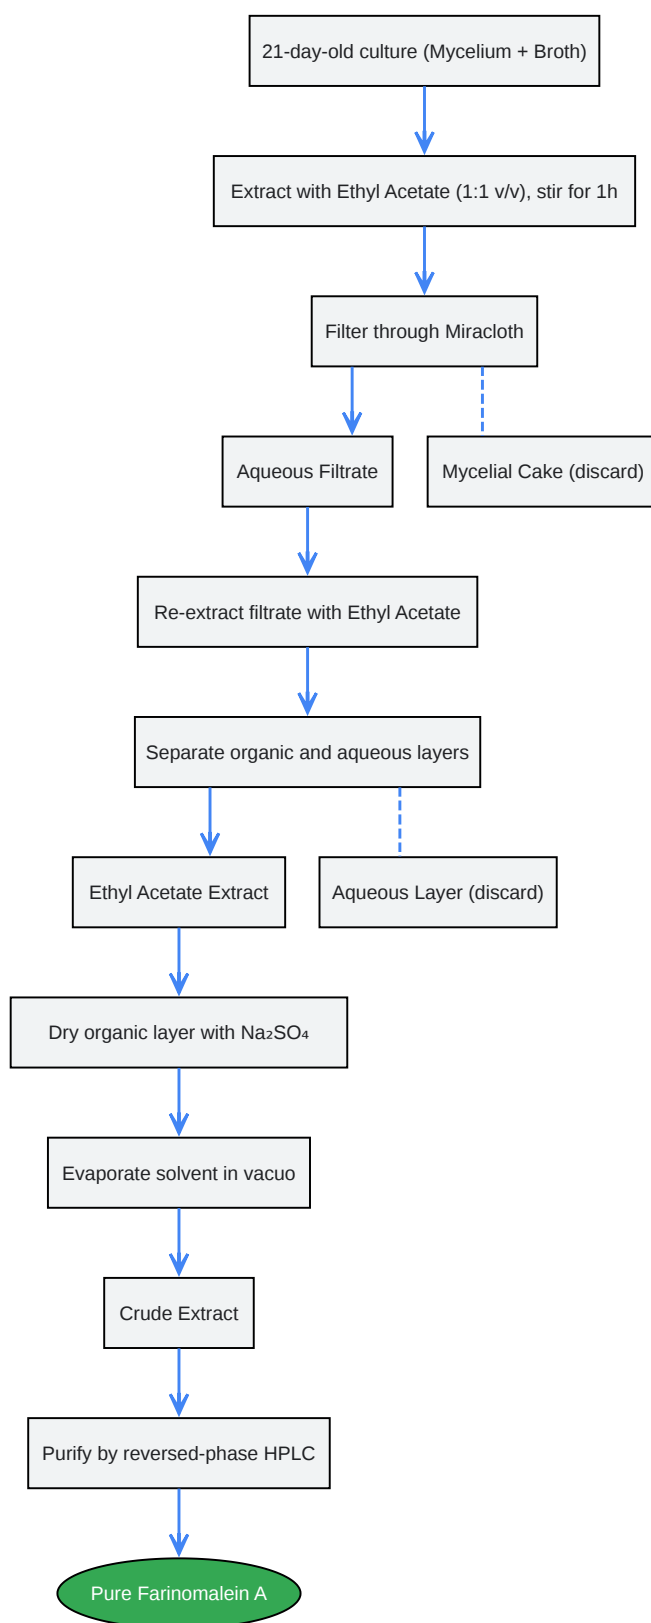 21-day-old culture (Mycelium + Broth)
Extract with Ethyl Acetate (1:1 v/v), stir for 1h
Filter through Miracloth
Aqueous Filtrate
Mycelial Cake (discard)
Re-extract filtrate with Ethyl Acetate
Separate organic and aqueous layers
Ethyl Acetate Extract
Aqueous Layer (discard)
Dry organic layer with Na₂SO₄
Evaporate solvent in vacuo
Crude Extract
Purify by reversed-phase HPLC
Pure Farinomalein A